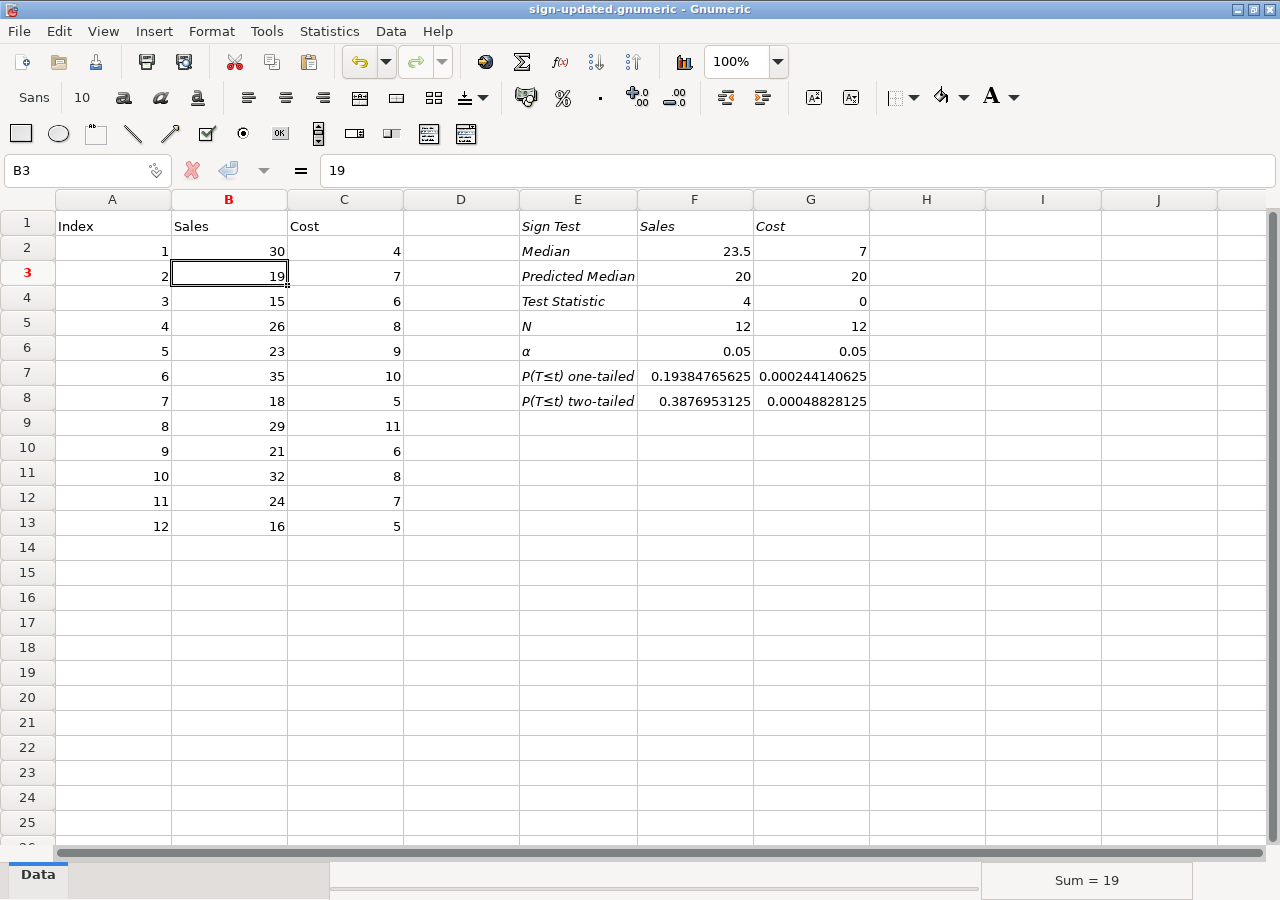 sign-updated.gnumeric - Gnumeric
File Edit View Insert Format Tools Statistics Data Help
f(x) 100%
Sans 10 a a a +0 .00 .00 .0 A A A
OK
B3 19
A B C D E F G H I J
1 Index Sales Cost Sign Test Sales Cost
2 1 30 4 Median 23.5 7
3 2 19 7 Predicted Median 20 20
4 3 15 6 Test Statistic 4 0
5 4 26 8 N 12 12
6 5 23 9 α 0.05 0.05
7 6 35 10 P(T≤t) one-tailed 0.19384765625 0.000244140625
8 7 18 5 P(T≤t) two-tailed 0.3876953125 0.00048828125
9 8 29 11
10 9 21 6
11 10 32 8
12 11 24 7
13 12 16 5
14
15
16
17
18
19
20
21
22
23
24
25
Data Sum = 19